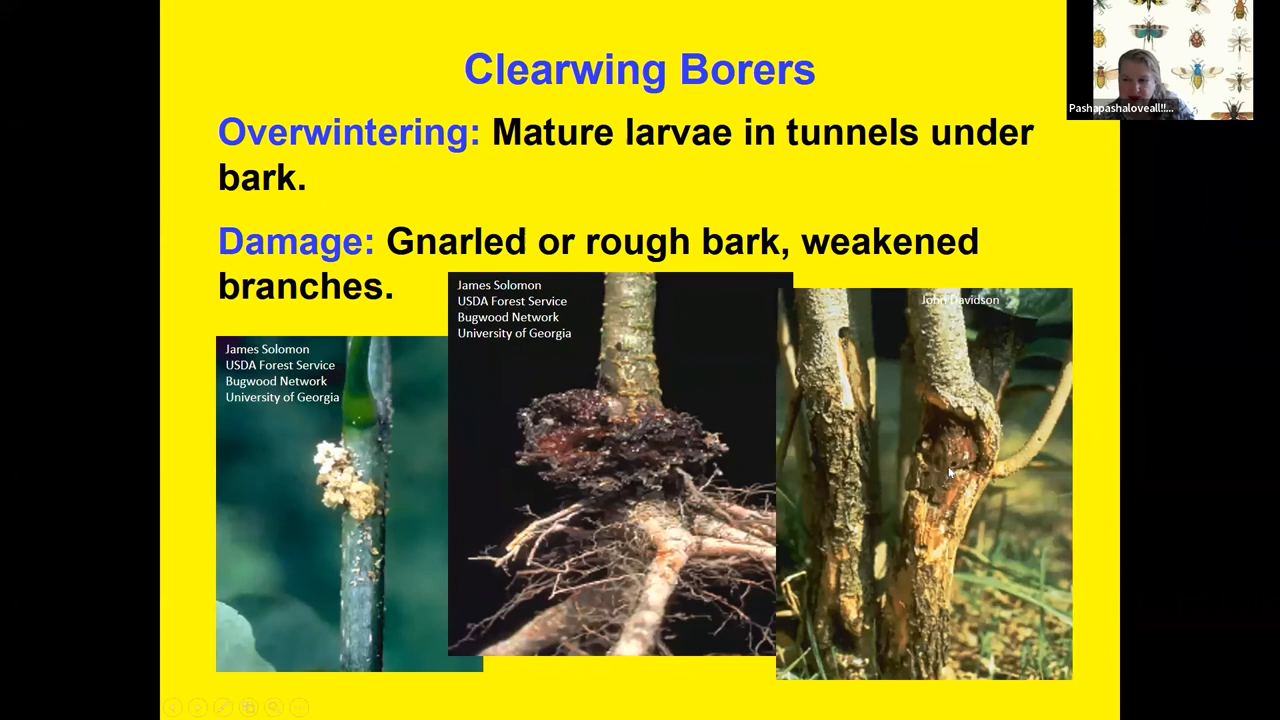 Clearwing Borers
Pashapashaloveall!!...
Overwintering: Mature larvae in tunnels under
bark.
Damage: Gnarled or rough bark, weakened
branches.
James Solomon
USDA Forest Service
Bugwood Network
University of Georgia
John Davidson
James Solomon
USDA Forest Service
Bugwood Network
University of Georgia